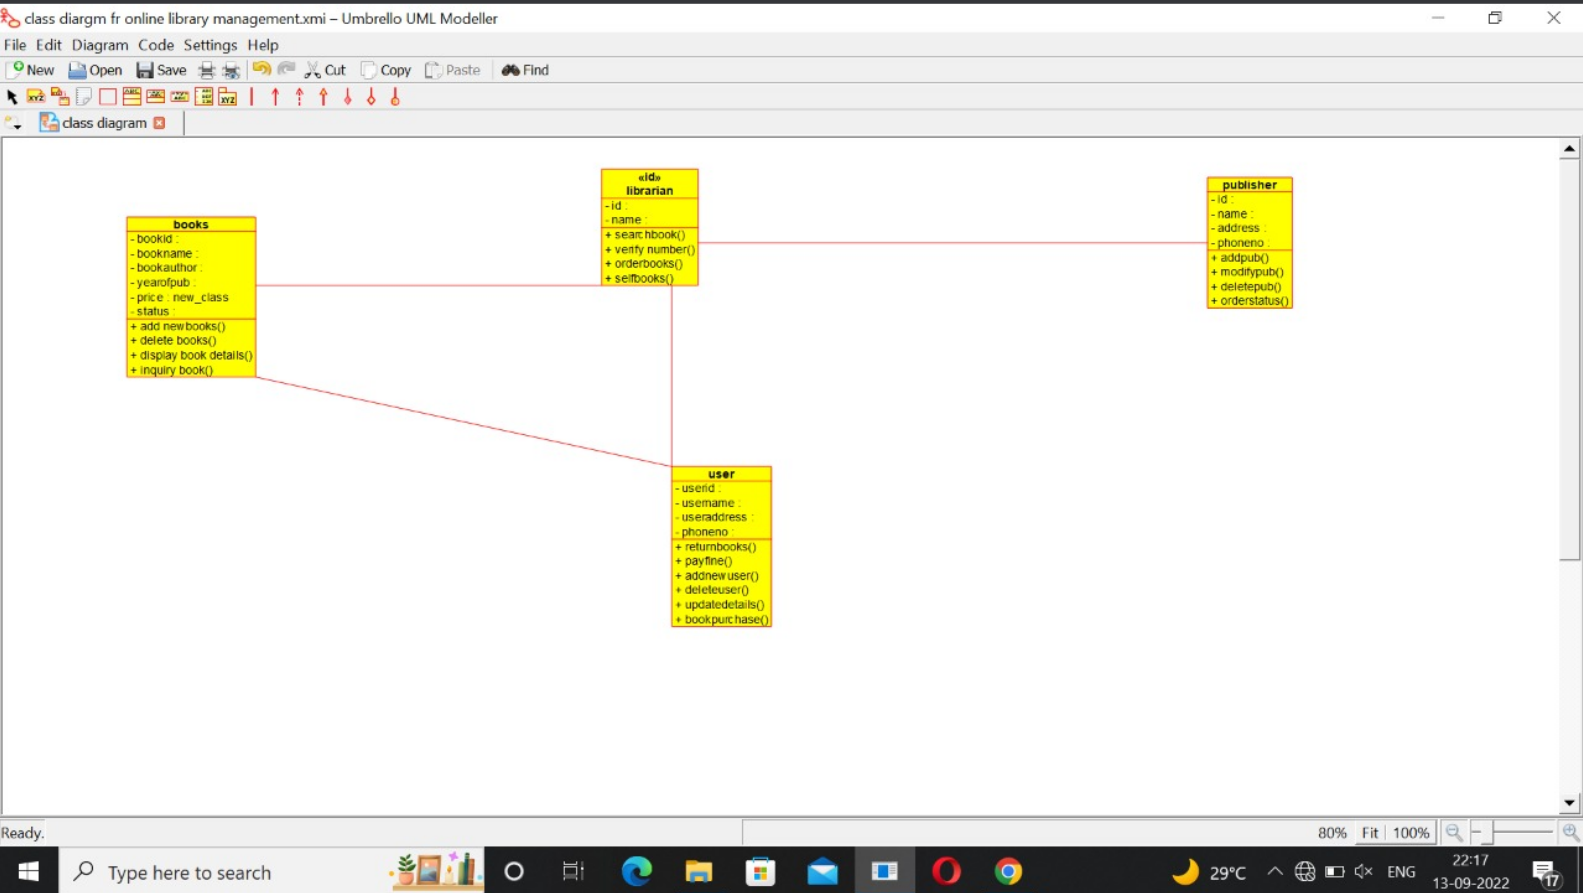 class diargm fr online library management.xmi – Umbrello UML Modeller
File Edit Diagram Code Settings Help
New Open Save Cut Copy Paste Find
class diagram
«id»
librarian
- id :
- name :
+ searchbook()
+ verify number()
+ orderbooks()
+ selfbooks()
publisher
- id :
- name :
- address :
- phoneno :
+ addpub()
+ modifypub()
+ deletepub()
+ orderstatus()
books
- bookid :
- bookname :
- bookauthor :
- yearofpub :
- price : new_class
- status :
+ add newbooks()
+ delete books()
+ display book details()
+ inquiry book()
user
- userid :
- username :
- useraddress :
- phoneno :
+ returnbooks()
+ payfine()
+ addnewuser()
+ deleteuser()
+ updatedetails()
+ bookpurchase()
Ready.
80% Fit 100%
Type here to search
29°C ENG
22:17
13-09-2022
17